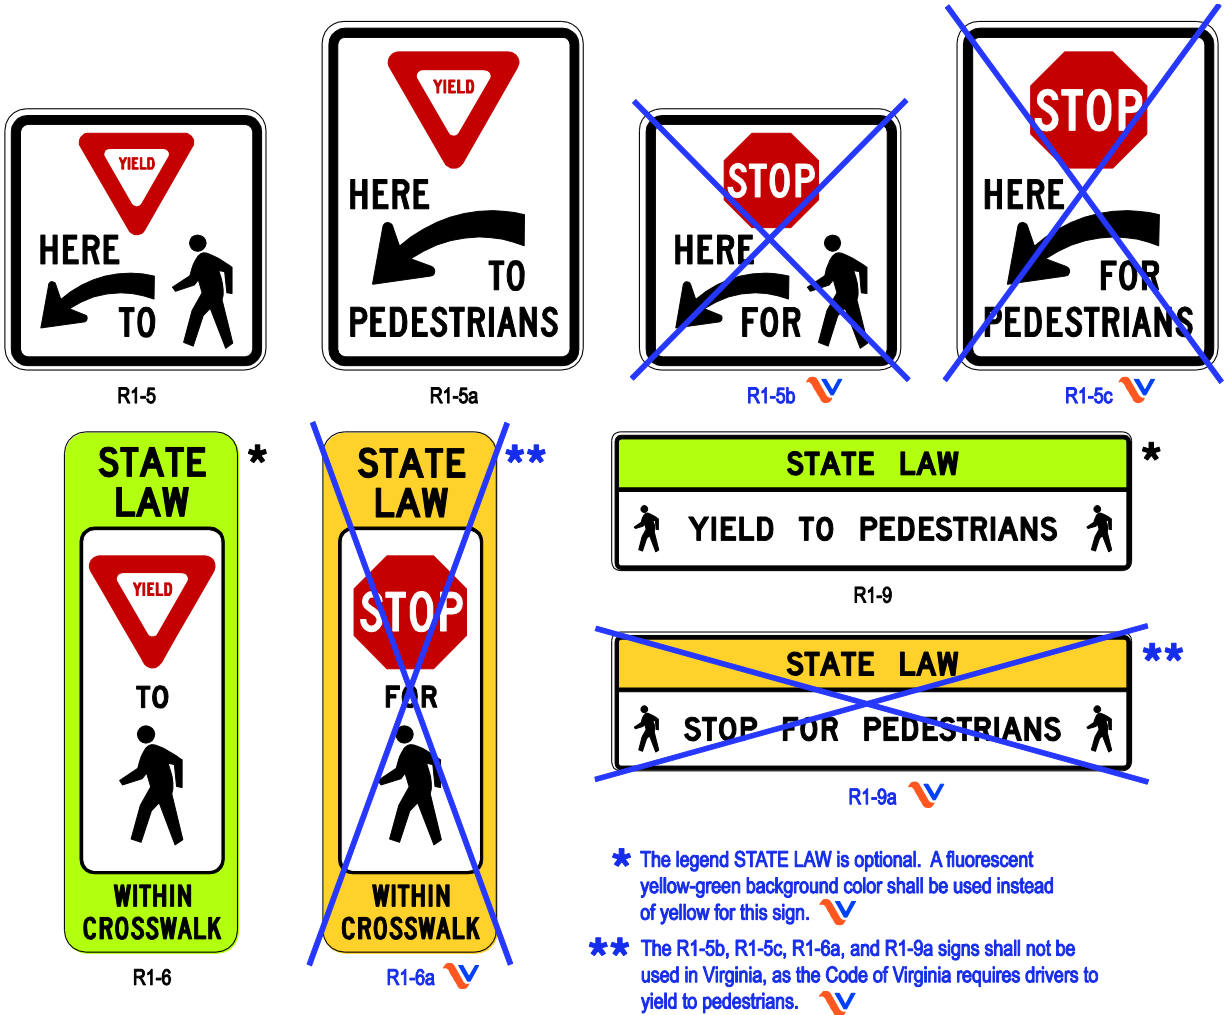 YIELD
HERE
TO
R1-5
YIELD
HERE
TO
PEDESTRIANS
R1-5a
STOP
HERE
FOR
R1-5b
STOP
HERE
FOR
PEDESTRIANS
R1-5c
STATE
LAW
*
YIELD
TO
WITHIN
CROSSWALK
R1-6
STATE
LAW
**
STOP
FOR
WITHIN
CROSSWALK
R1-6a
STATE LAW
*
YIELD TO PEDESTRIANS
R1-9
STATE LAW
**
STOP FOR PEDESTRIANS
R1-9a
* The legend STATE LAW is optional. A fluorescent
yellow-green background color shall be used instead
of yellow for this sign.
** The R1-5b, R1-5c, R1-6a, and R1-9a signs shall not be
used in Virginia, as the Code of Virginia requires drivers to
yield to pedestrians.